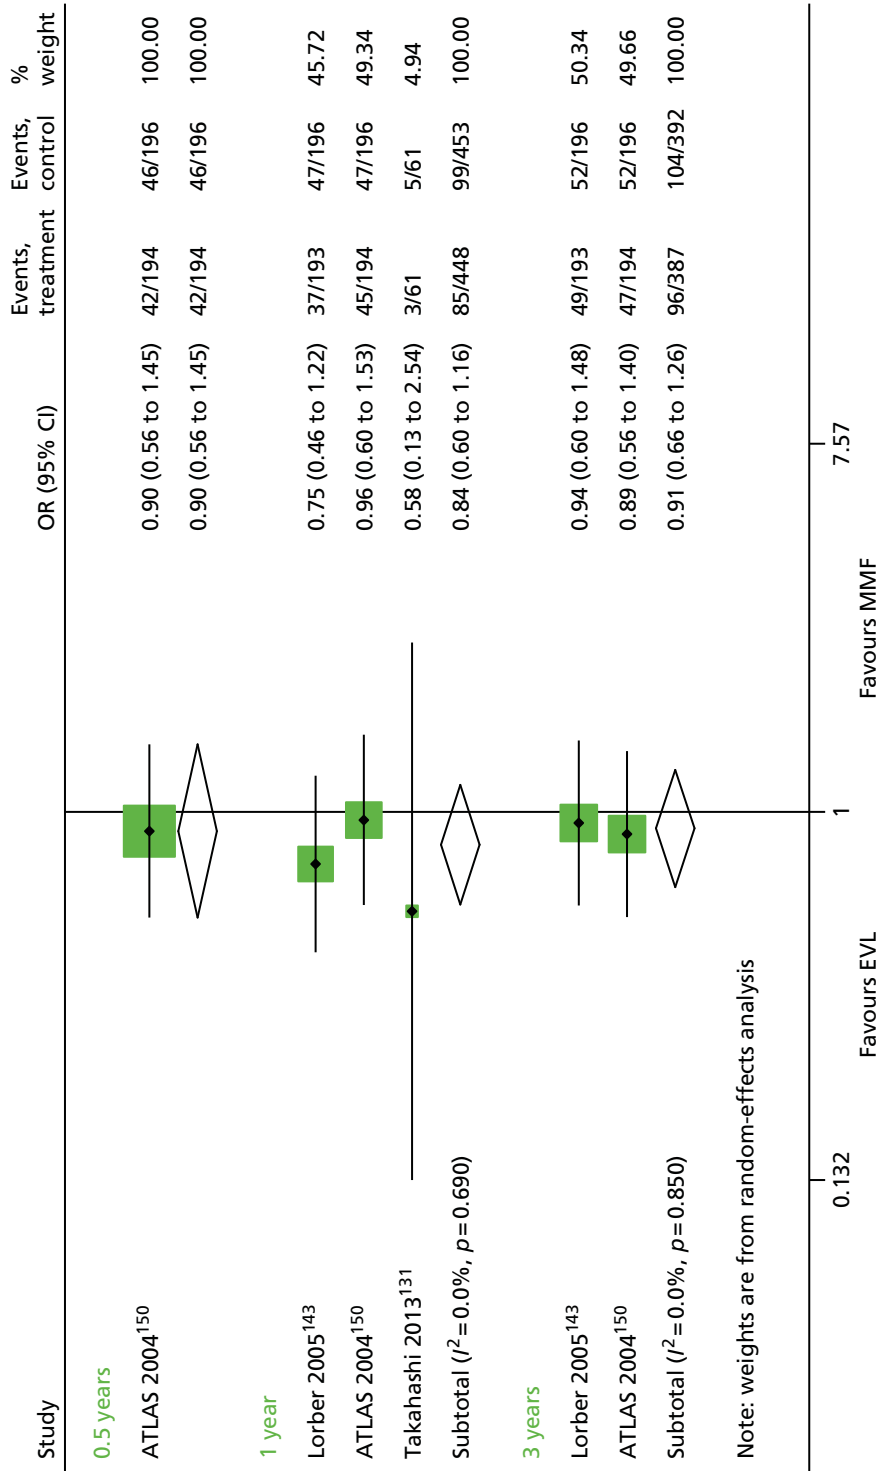 Study OR (95% CI) Events, treatment Events, control % weight
0.5 years
ATLAS 2004150 0.90 (0.56 to 1.45) 42/194 46/196 100.00
0.90 (0.56 to 1.45) 42/194 46/196 100.00
1 year
Lorber 2005143 0.75 (0.46 to 1.22) 37/193 47/196 45.72
ATLAS 2004150 0.96 (0.60 to 1.53) 45/194 47/196 49.34
Takahashi 2013131 0.58 (0.13 to 2.54) 3/61 5/61 4.94
Subtotal (I2 = 0.0%, p = 0.690) 0.84 (0.60 to 1.16) 85/448 99/453 100.00
3 years
Lorber 2005143 0.94 (0.60 to 1.48) 49/193 52/196 50.34
ATLAS 2004150 0.89 (0.56 to 1.40) 47/194 52/196 49.66
Subtotal (I2 = 0.0%, p = 0.850) 0.91 (0.66 to 1.26) 96/387 104/392 100.00
Note: weights are from random-effects analysis
0.132 1 7.57
Favours EVL Favours MMF